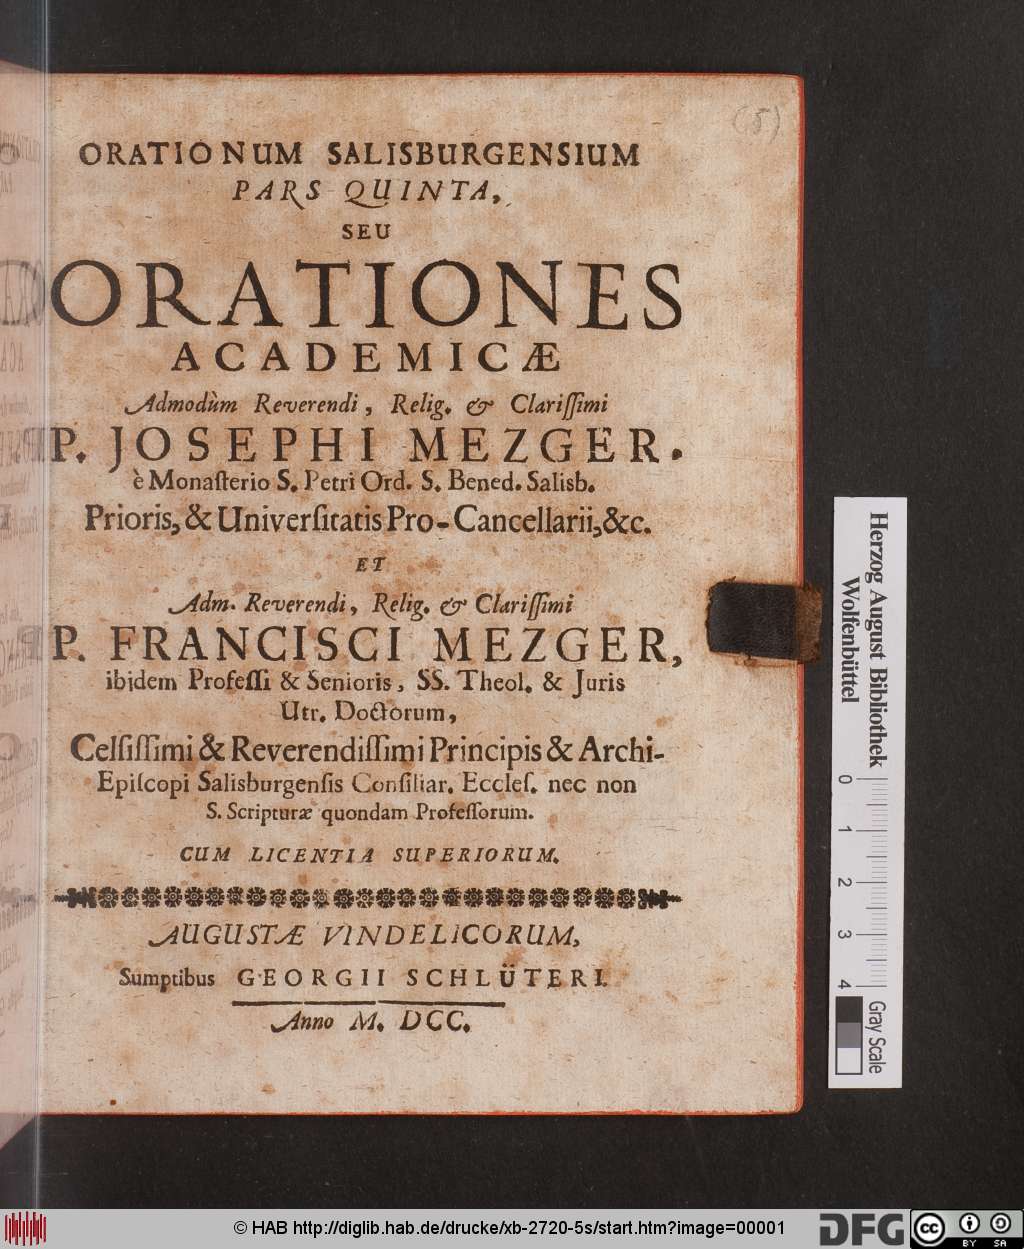 (5)
ORATIONUM SALISBURGENSIUM
PARS QUINTA,
SEU
ORATIONES
ACADEMICÆ
Admodùm Reverendi, Relig. & Clariſſimi
P. JOSEPHI MEZGER.
è Monaſterio S. Petri Ord. S. Bened. Salisb.
Prioris, & Univerſitatis Pro-Cancellarii, &c.
ET
Adm. Reverendi, Relig. & Clariſſimi
P. FRANCISCI MEZGER,
ibidem Profeſſi & Senioris, SS. Theol. & Juris
Utr. Doctorum,
Celſiſſimi & Reverendiſſimi Principis & Archi-
Epiſcopi Salisburgenſis Conſiliar. Eccleſ. nec non
S. Scripturæ quondam Profeſſorum.
CUM LICENTIA SUPERIORUM.
AUGUSTÆ VINDELICORUM,
Sumptibus GEORGII SCHLÜTERI.
Anno M. DCC.
Herzog August Bibliothek
Wolfenbüttel
0 1 2 3 4
Gray Scale
© HAB http://diglib.hab.de/drucke/xb-2720-5s/start.htm?image=00001
DFG
cc BY SA